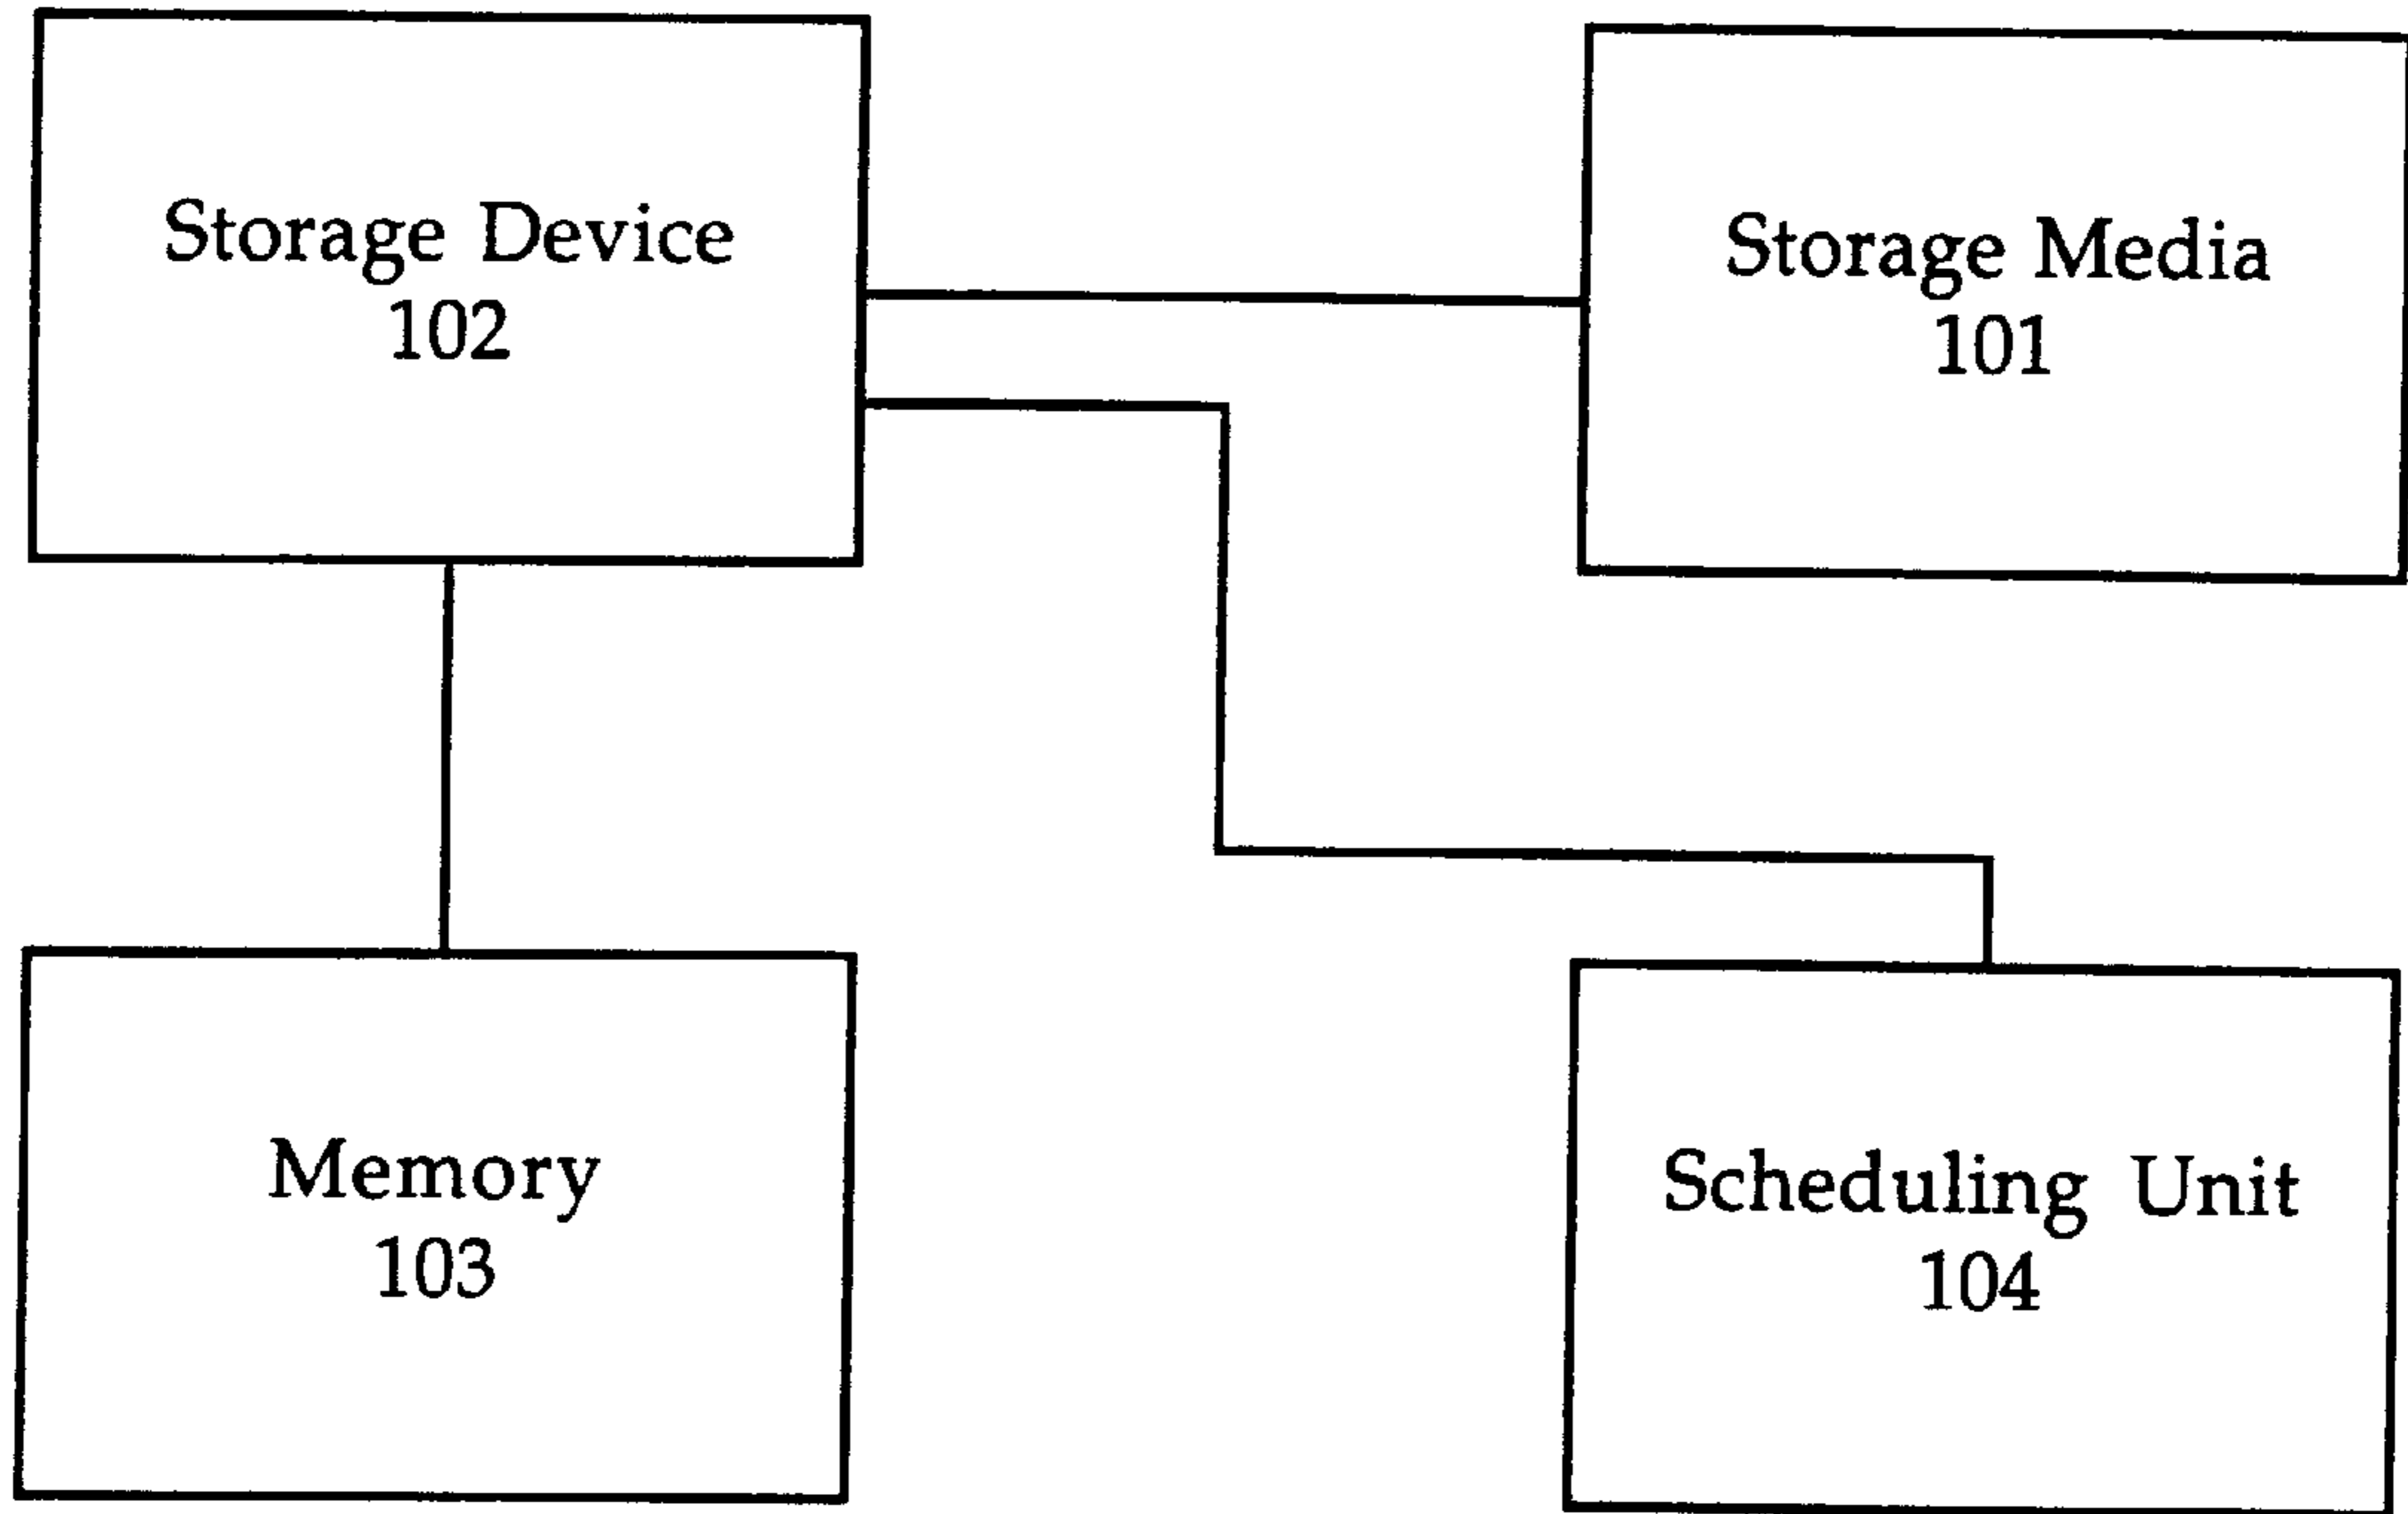 Storage Device
102
Storage Media
101
Memory
103
Scheduling Unit
104